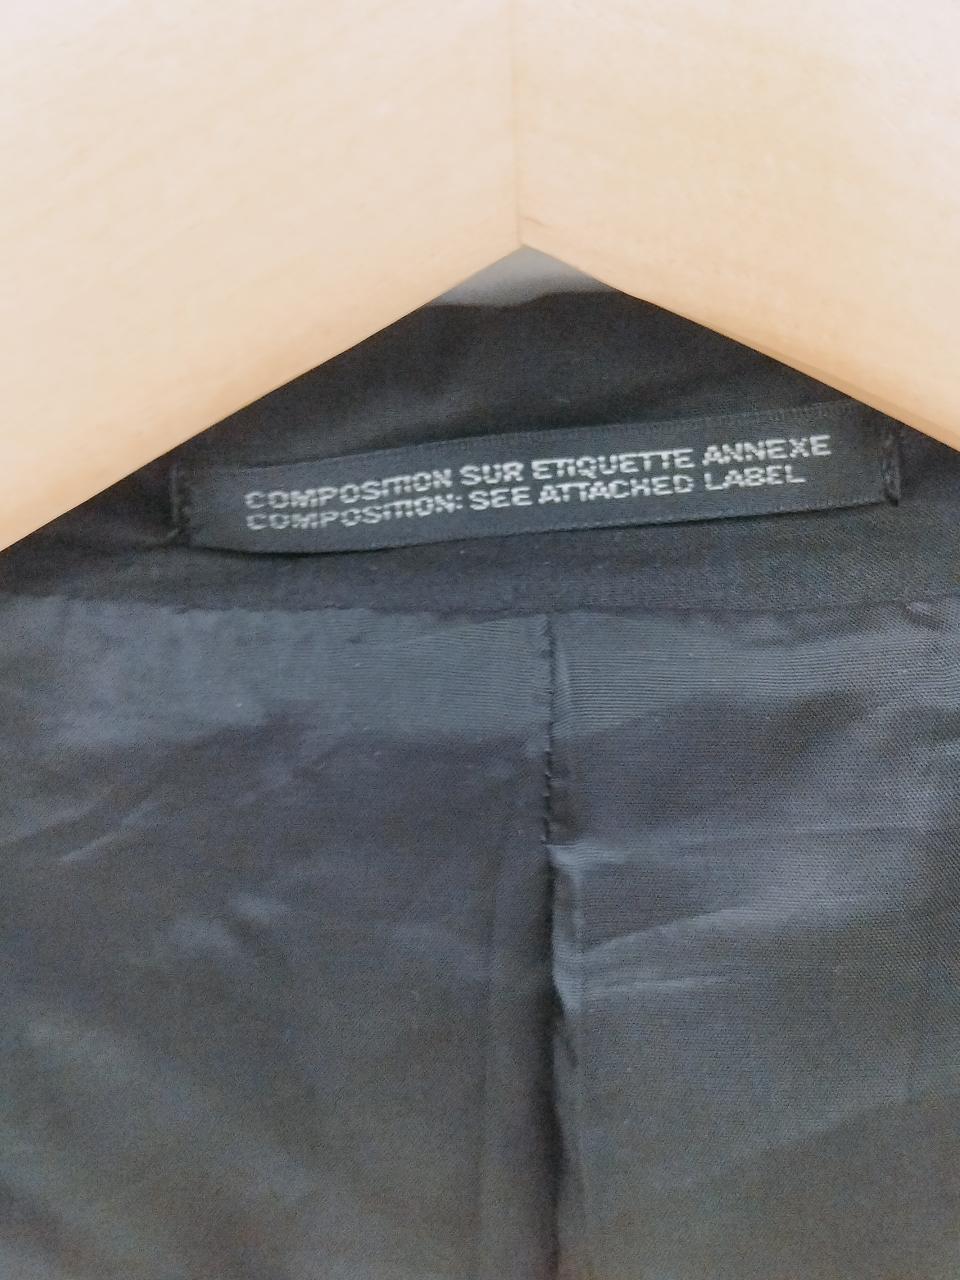 COMPOSITION SUR ETIQUETTE ANNEXE
COMPOSITION: SEE ATTACHED LABEL